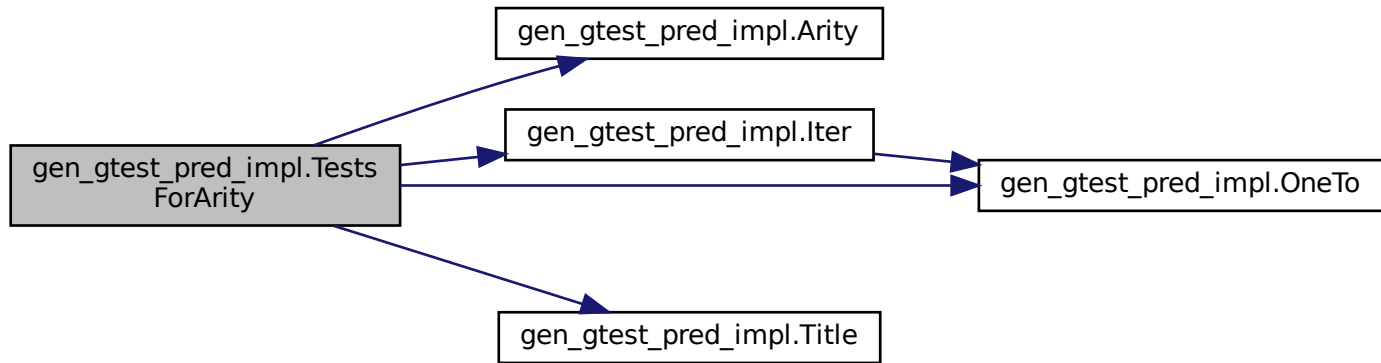 gen_gtest_pred_impl.Arity
gen_gtest_pred_impl.Iter
gen_gtest_pred_impl.Tests
ForArity
gen_gtest_pred_impl.OneTo
gen_gtest_pred_impl.Title